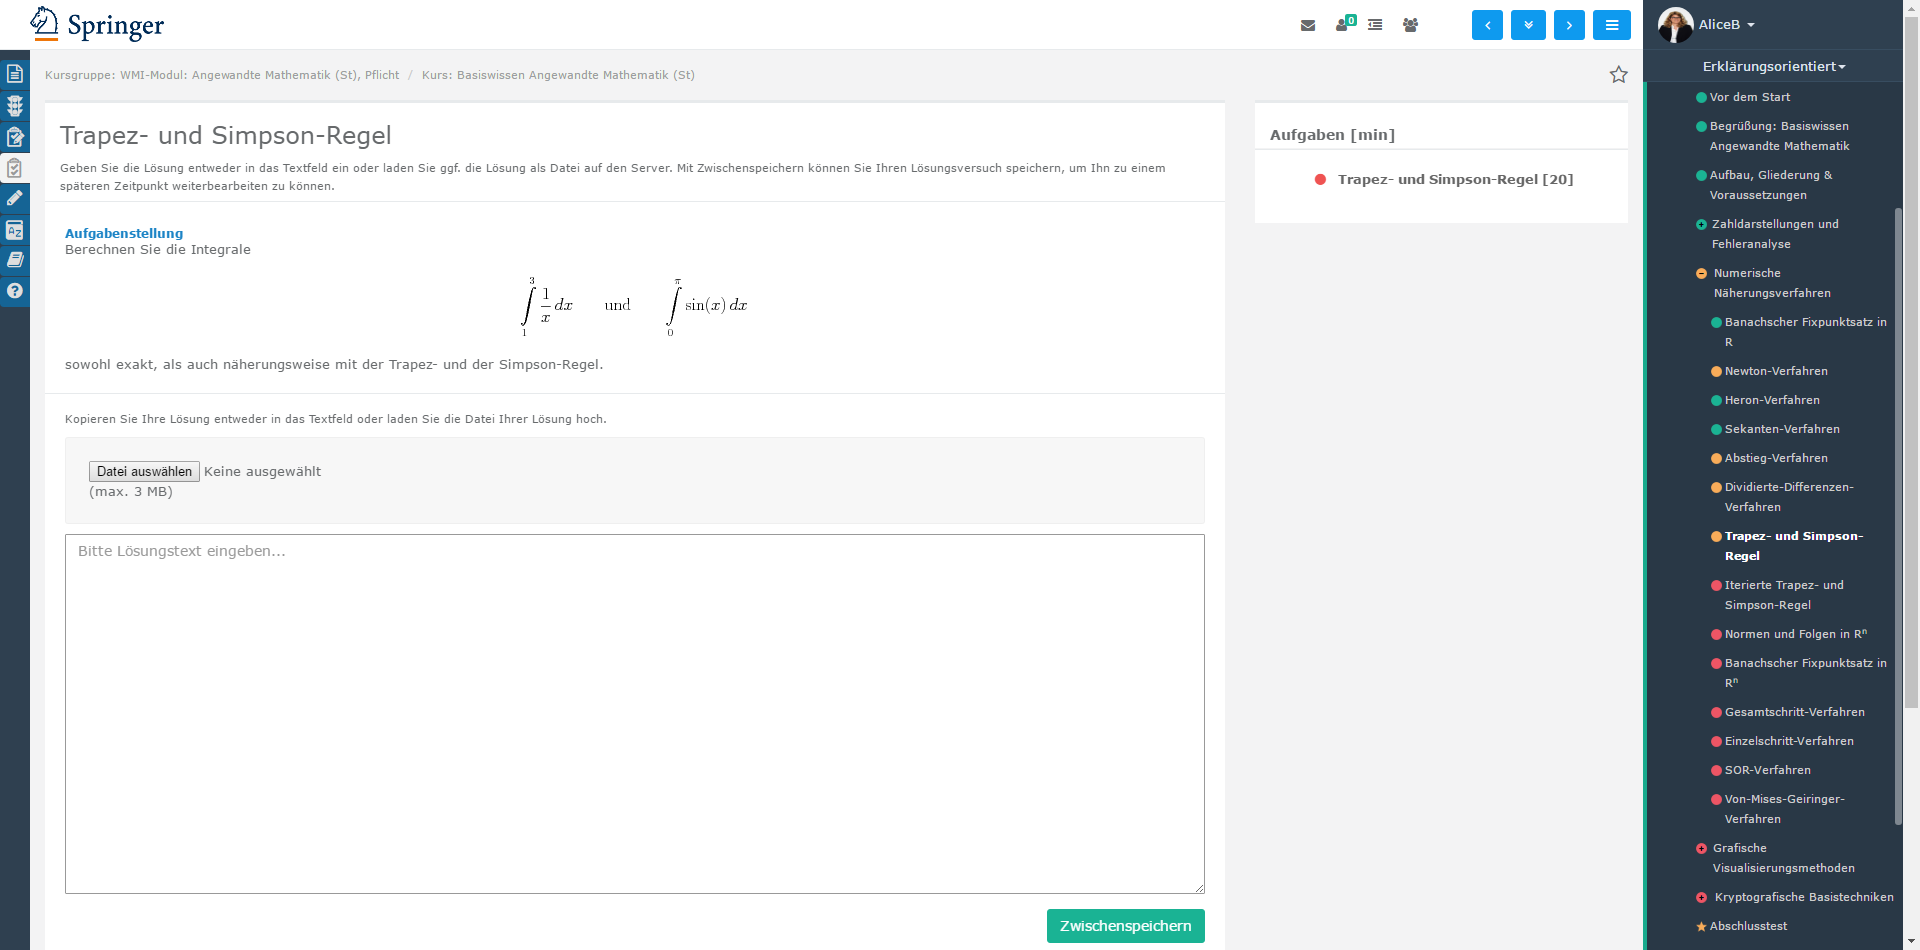 Springer
0
AliceB
Kursgruppe: WMI-Modul: Angewandte Mathematik (St), Pflicht / Kurs: Basiswissen Angewandte Mathematik (St)
Trapez- und Simpson-Regel
Geben Sie die Lösung entweder in das Textfeld ein oder laden Sie ggf. die Lösung als Datei auf den Server. Mit Zwischenspeichern können Sie Ihren Lösungsversuch speichern, um Ihn zu einem
späteren Zeitpunkt weiterbearbeiten zu können.
Aufgabenstellung
Berechnen Sie die Integrale
∫₁³ 1/x dx und ∫₀^π sin(x) dx
sowohl exakt, als auch näherungsweise mit der Trapez- und der Simpson-Regel.
Kopieren Sie Ihre Lösung entweder in das Textfeld oder laden Sie die Datei Ihrer Lösung hoch.
Datei auswählen Keine ausgewählt
(max. 3 MB)
Bitte Lösungstext eingeben...
Zwischenspeichern
Aufgaben [min]
Trapez- und Simpson-Regel [20]
Erklärungsorientiert
Vor dem Start
Begrüßung: Basiswissen
Angewandte Mathematik
Aufbau, Gliederung &
Voraussetzungen
Zahldarstellungen und
Fehleranalyse
Numerische
Näherungsverfahren
Banachscher Fixpunktsatz in
R
Newton-Verfahren
Heron-Verfahren
Sekanten-Verfahren
Abstieg-Verfahren
Dividierte-Differenzen-
Verfahren
Trapez- und Simpson-
Regel
Iterierte Trapez- und
Simpson-Regel
Normen und Folgen in Rⁿ
Banachscher Fixpunktsatz in
Rⁿ
Gesamtschritt-Verfahren
Einzelschritt-Verfahren
SOR-Verfahren
Von-Mises-Geiringer-
Verfahren
Grafische
Visualisierungsmethoden
Kryptografische Basistechniken
Abschlusstest